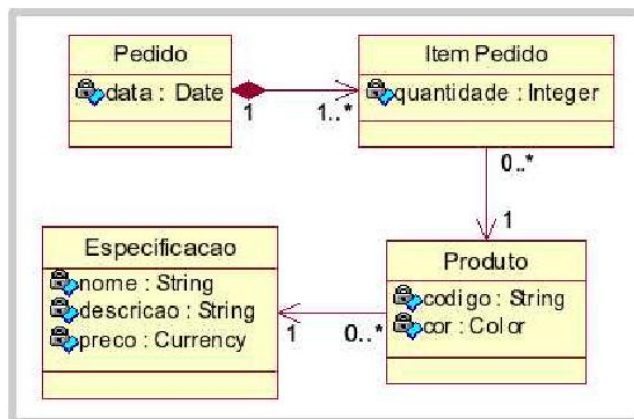 Pedido
data : Date
1
1..*
Item Pedido
quantidade : Integer
0..*
1
Especificacao
nome : String
descricao : String
preco : Currency
1
0..*
Produto
codigo : String
cor : Color